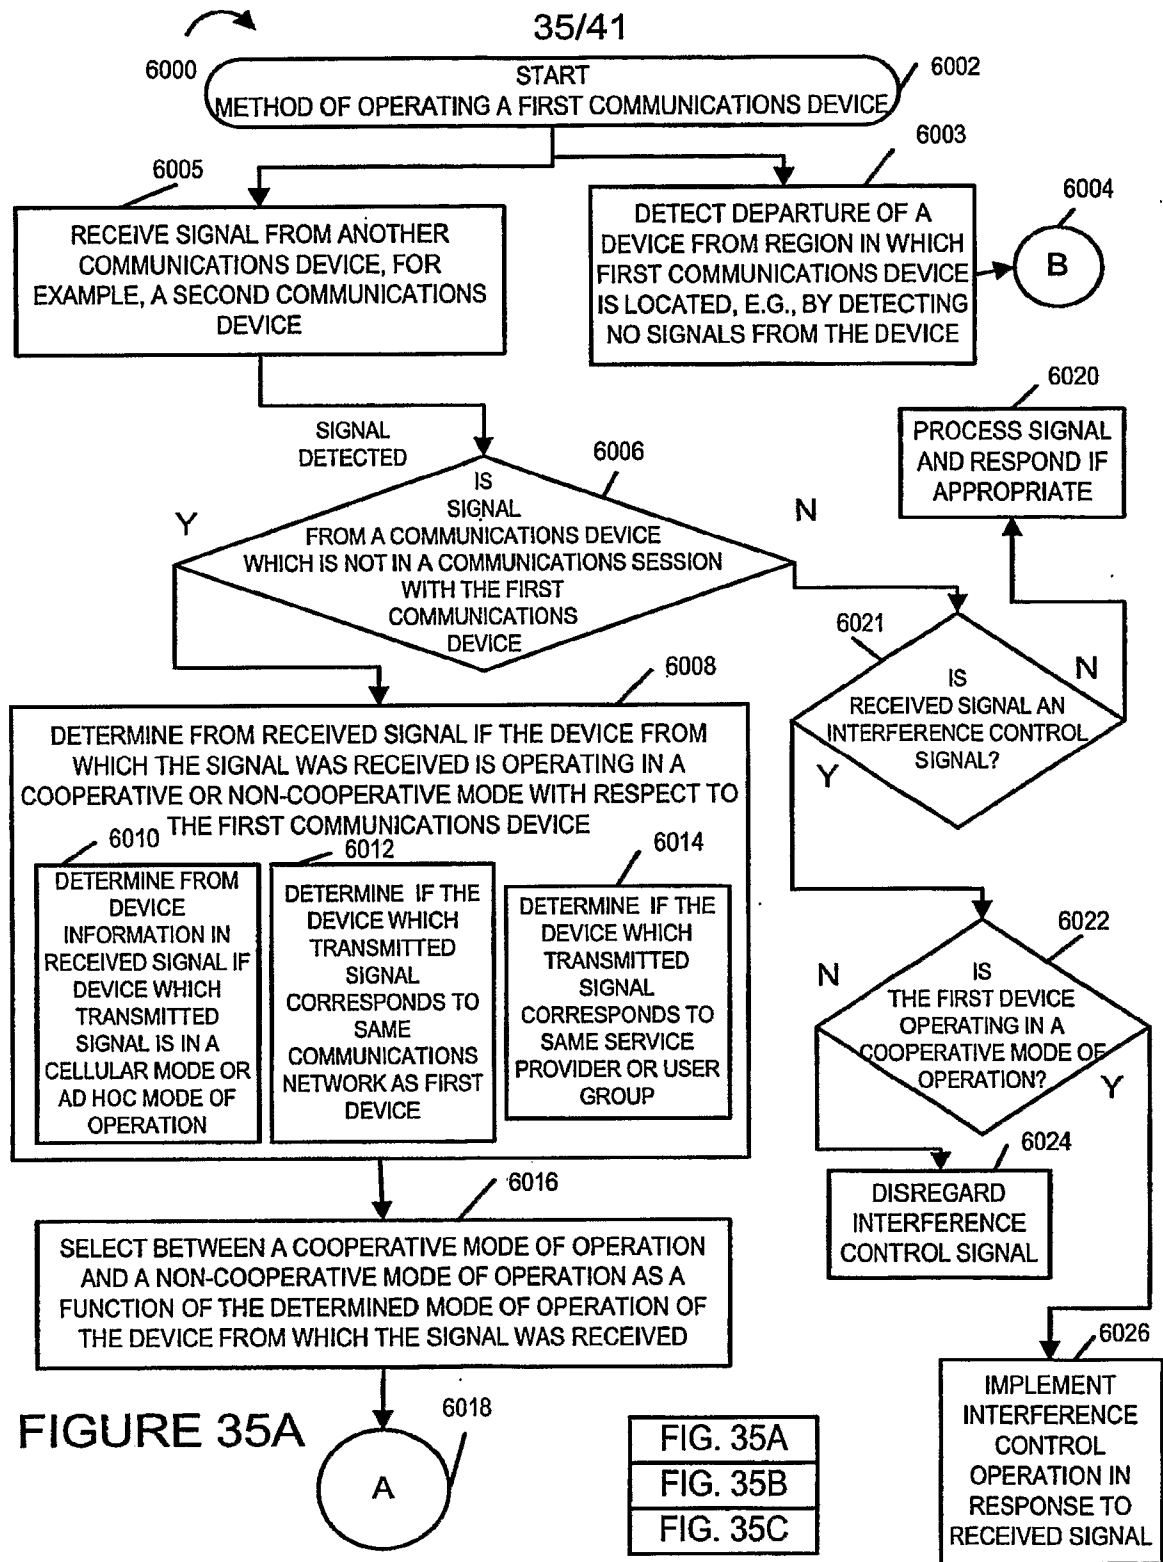 35/41
6000
START
METHOD OF OPERATING A FIRST COMMUNICATIONS DEVICE
6002
6005
RECEIVE SIGNAL FROM ANOTHER
COMMUNICATIONS DEVICE, FOR
EXAMPLE, A SECOND COMMUNICATIONS
DEVICE
6003
DETECT DEPARTURE OF A
DEVICE FROM REGION IN WHICH
FIRST COMMUNICATIONS DEVICE
IS LOCATED, E.G., BY DETECTING
NO SIGNALS FROM THE DEVICE
6004
B
SIGNAL
DETECTED
6006
IS
SIGNAL
FROM A COMMUNICATIONS DEVICE
WHICH IS NOT IN A COMMUNICATIONS SESSION
WITH THE FIRST
COMMUNICATIONS
DEVICE
Y
N
6020
PROCESS SIGNAL
AND RESPOND IF
APPROPRIATE
6021
IS
RECEIVED SIGNAL AN
INTERFERENCE CONTROL
SIGNAL?
N
Y
6008
DETERMINE FROM RECEIVED SIGNAL IF THE DEVICE FROM
WHICH THE SIGNAL WAS RECEIVED IS OPERATING IN A
COOPERATIVE OR NON-COOPERATIVE MODE WITH RESPECT TO
THE FIRST COMMUNICATIONS DEVICE
6010
DETERMINE FROM
DEVICE
INFORMATION IN
RECEIVED SIGNAL IF
DEVICE WHICH
TRANSMITTED
SIGNAL IS IN A
CELLULAR MODE OR
AD HOC MODE OF
OPERATION
6012
DETERMINE IF THE
DEVICE WHICH
TRANSMITTED
SIGNAL
CORRESPONDS TO
SAME
COMMUNICATIONS
NETWORK AS FIRST
DEVICE
6014
DETERMINE IF THE
DEVICE WHICH
TRANSMITTED
SIGNAL
CORRESPONDS TO
SAME SERVICE
PROVIDER OR USER
GROUP
6022
IS
THE FIRST DEVICE
OPERATING IN A
COOPERATIVE MODE OF
OPERATION?
N
Y
6024
DISREGARD
INTERFERENCE
CONTROL SIGNAL
6016
SELECT BETWEEN A COOPERATIVE MODE OF OPERATION
AND A NON-COOPERATIVE MODE OF OPERATION AS A
FUNCTION OF THE DETERMINED MODE OF OPERATION OF
THE DEVICE FROM WHICH THE SIGNAL WAS RECEIVED
6026
IMPLEMENT
INTERFERENCE
CONTROL
OPERATION IN
RESPONSE TO
RECEIVED SIGNAL
FIGURE 35A
6018
A
FIG. 35A
FIG. 35B
FIG. 35C